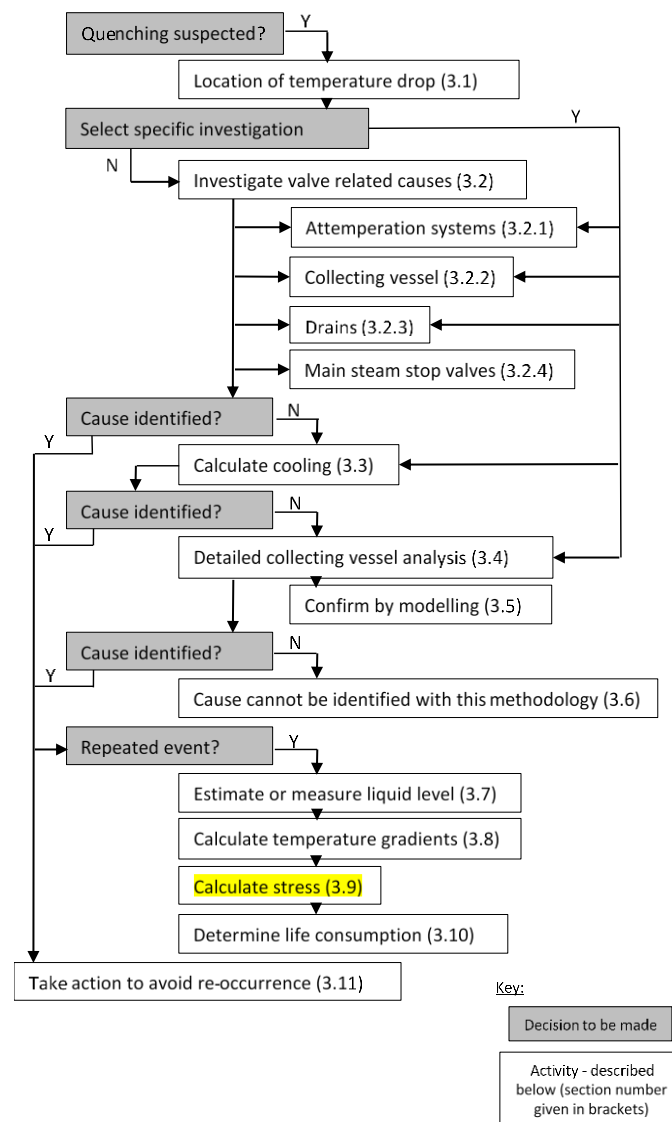 Quenching suspected?
Y
Location of temperature drop (3.1)
Select specific investigation
Y
N
Investigate valve related causes (3.2)
Attemperation systems (3.2.1)
Collecting vessel (3.2.2)
Drains (3.2.3)
Main steam stop valves (3.2.4)
Cause identified?
N
Y
Calculate cooling (3.3)
Cause identified?
N
Y
Detailed collecting vessel analysis (3.4)
Confirm by modelling (3.5)
Cause identified?
N
Y
Cause cannot be identified with this methodology (3.6)
Repeated event?
Y
Estimate or measure liquid level (3.7)
Calculate temperature gradients (3.8)
Calculate stress (3.9)
Determine life consumption (3.10)
Take action to avoid re-occurrence (3.11)
Key:
Decision to be made
Activity - described
below (section number
given in brackets)